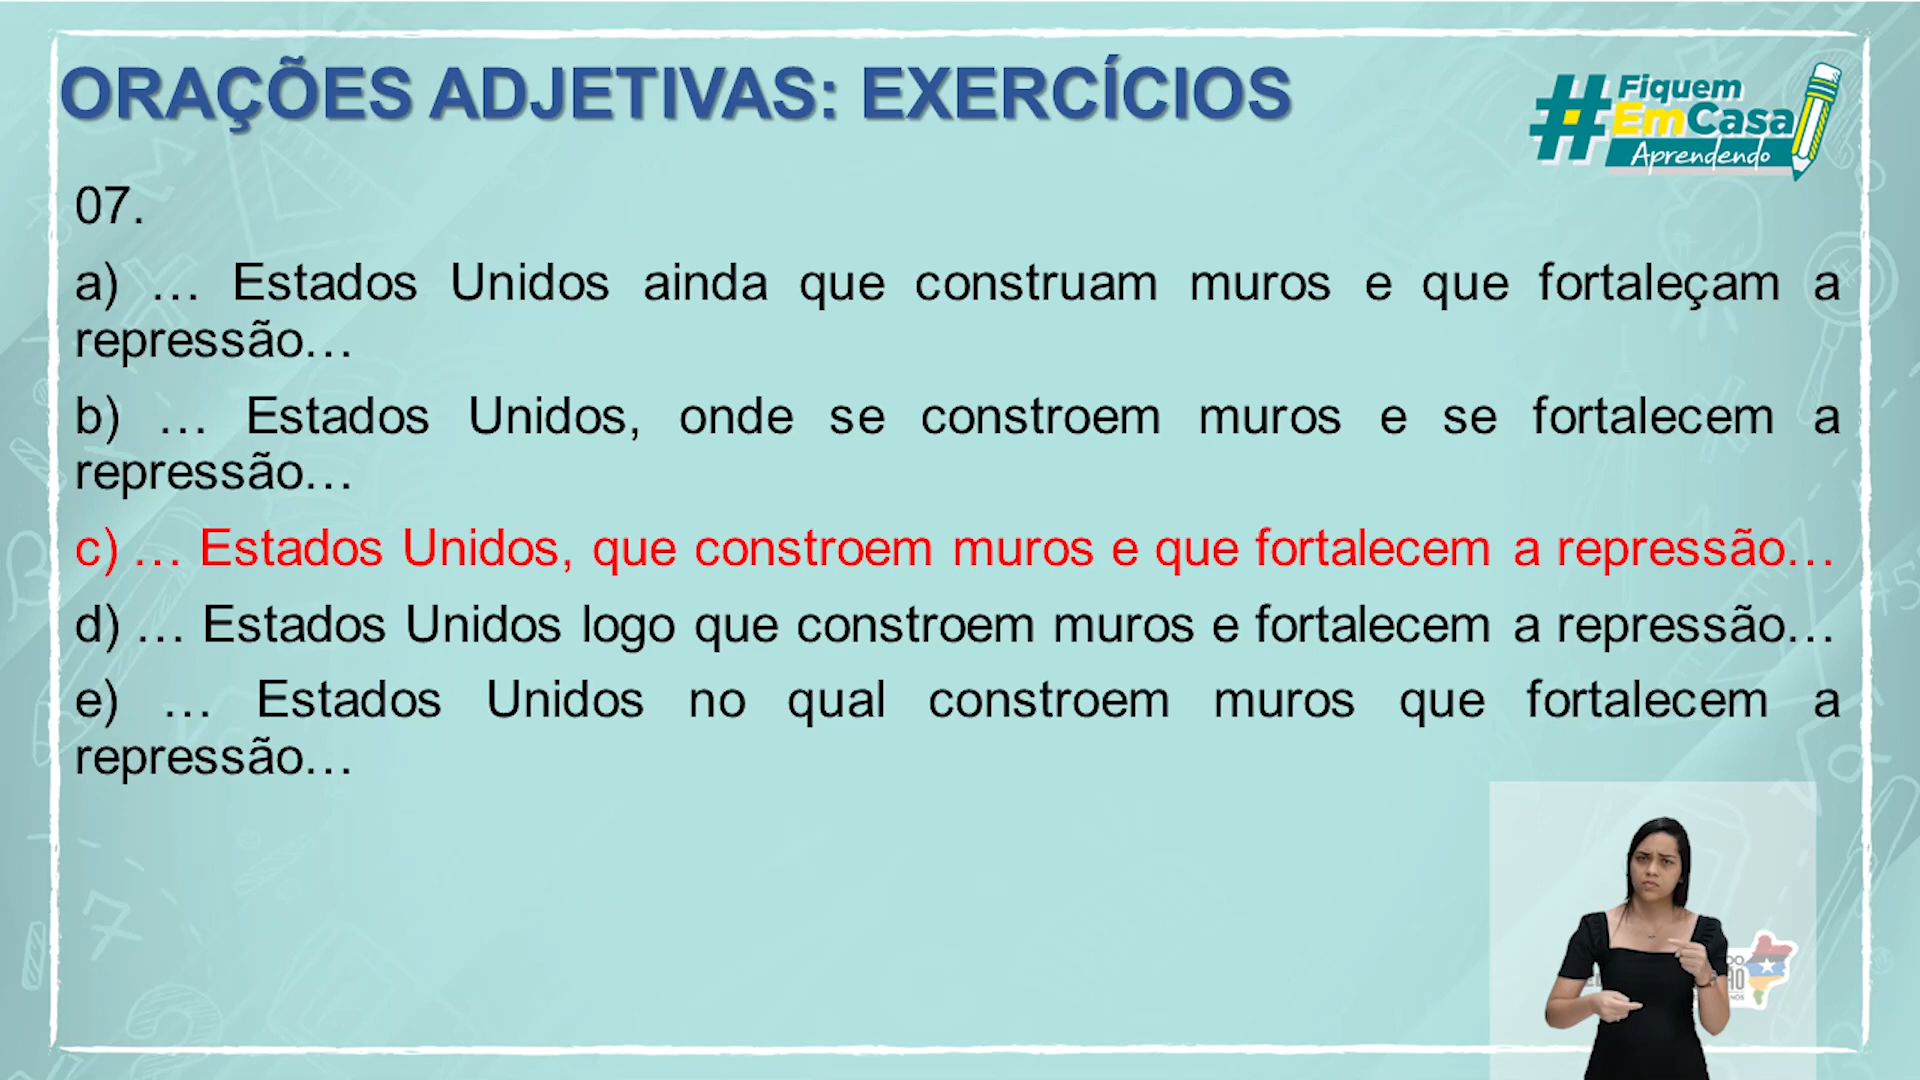 ORAÇÕES ADJETIVAS: EXERCÍCIOS
#Fiquem
EmCasa
Aprendendo
07.
a) … Estados Unidos ainda que construam muros e que fortaleçam a
repressão…
b) … Estados Unidos, onde se constroem muros e se fortalecem a
repressão…
c) … Estados Unidos, que constroem muros e que fortalecem a repressão…
d) … Estados Unidos logo que constroem muros e fortalecem a repressão…
e) … Estados Unidos no qual constroem muros que fortalecem a
repressão…